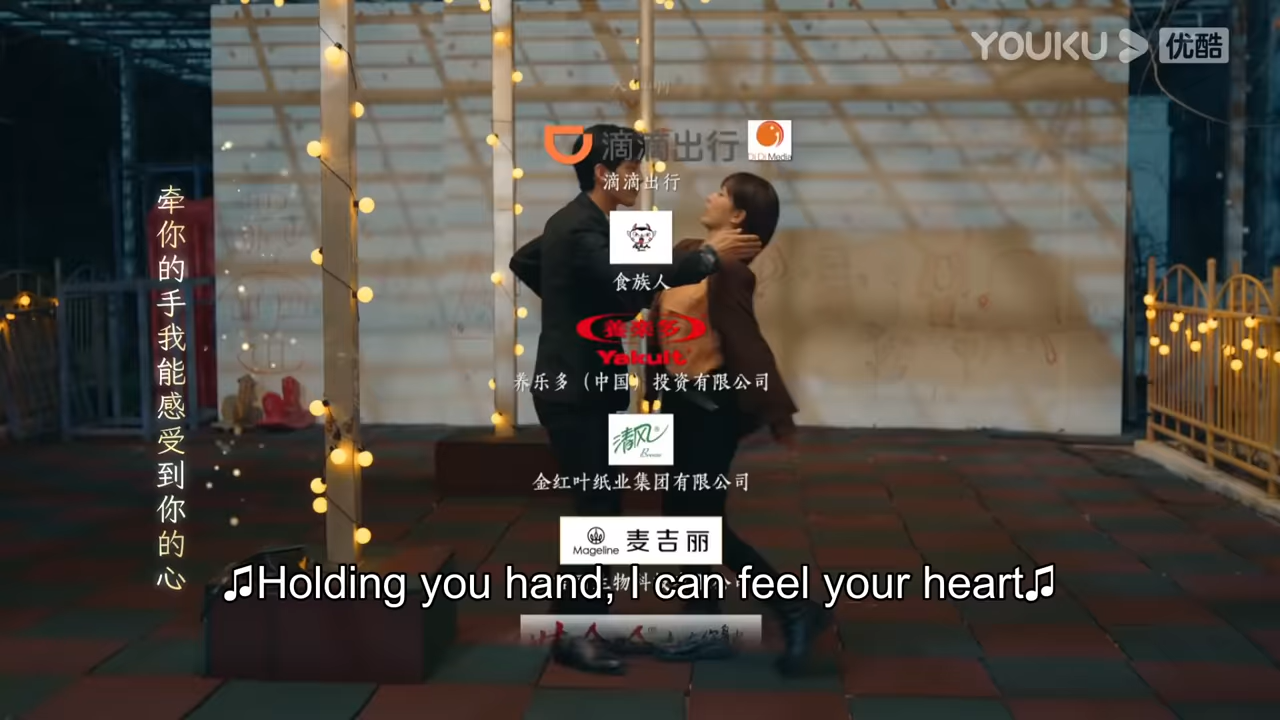 YOUKU 优酷
滴滴出行
DiDi Media
滴滴出行
食族人
养乐多
Yakult
养乐多（中国）投资有限公司
清风
Breeze
金红叶纸业集团有限公司
Mageline 麦吉丽
牵你的手我能感受到你的心
♫Holding you hand, I can feel your heart♫